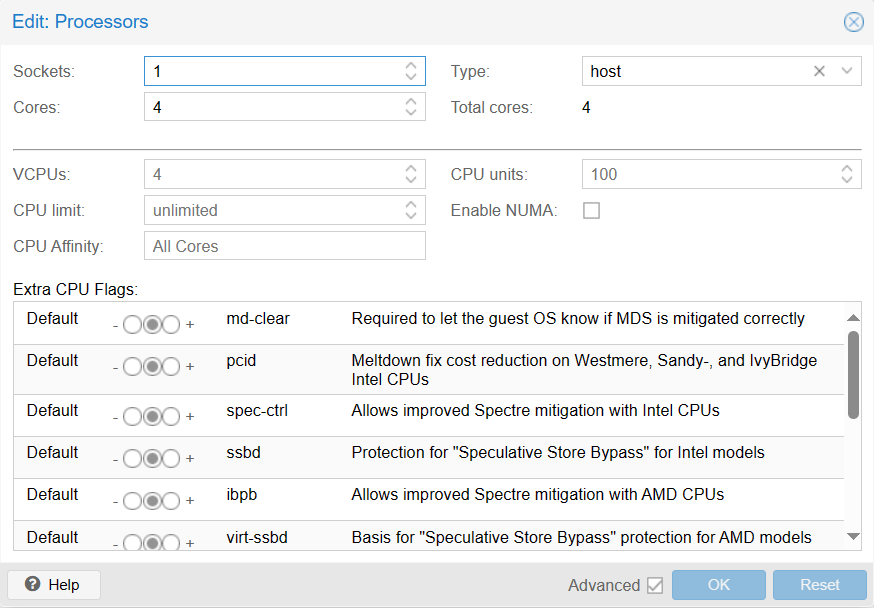 Edit: Processors
Sockets: 1 Type: host
Cores: 4 Total cores: 4
VCPUs: 4 CPU units: 100
CPU limit: unlimited Enable NUMA:
CPU Affinity: All Cores
Extra CPU Flags:
Default - + md-clear Required to let the guest OS know if MDS is mitigated correctly
Default - + pcid Meltdown fix cost reduction on Westmere, Sandy-, and IvyBridge
Intel CPUs
Default - + spec-ctrl Allows improved Spectre mitigation with Intel CPUs
Default - + ssbd Protection for "Speculative Store Bypass" for Intel models
Default - + ibpb Allows improved Spectre mitigation with AMD CPUs
Default - + virt-ssbd Basis for "Speculative Store Bypass" protection for AMD models
Help Advanced OK Reset